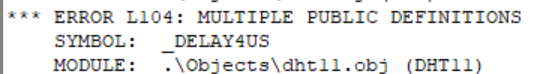 *** ERROR L104: MULTIPLE PUBLIC DEFINITIONS
SYMBOL: _DELAY4US
MODULE: .\Objects\dht11.obj (DHT11)